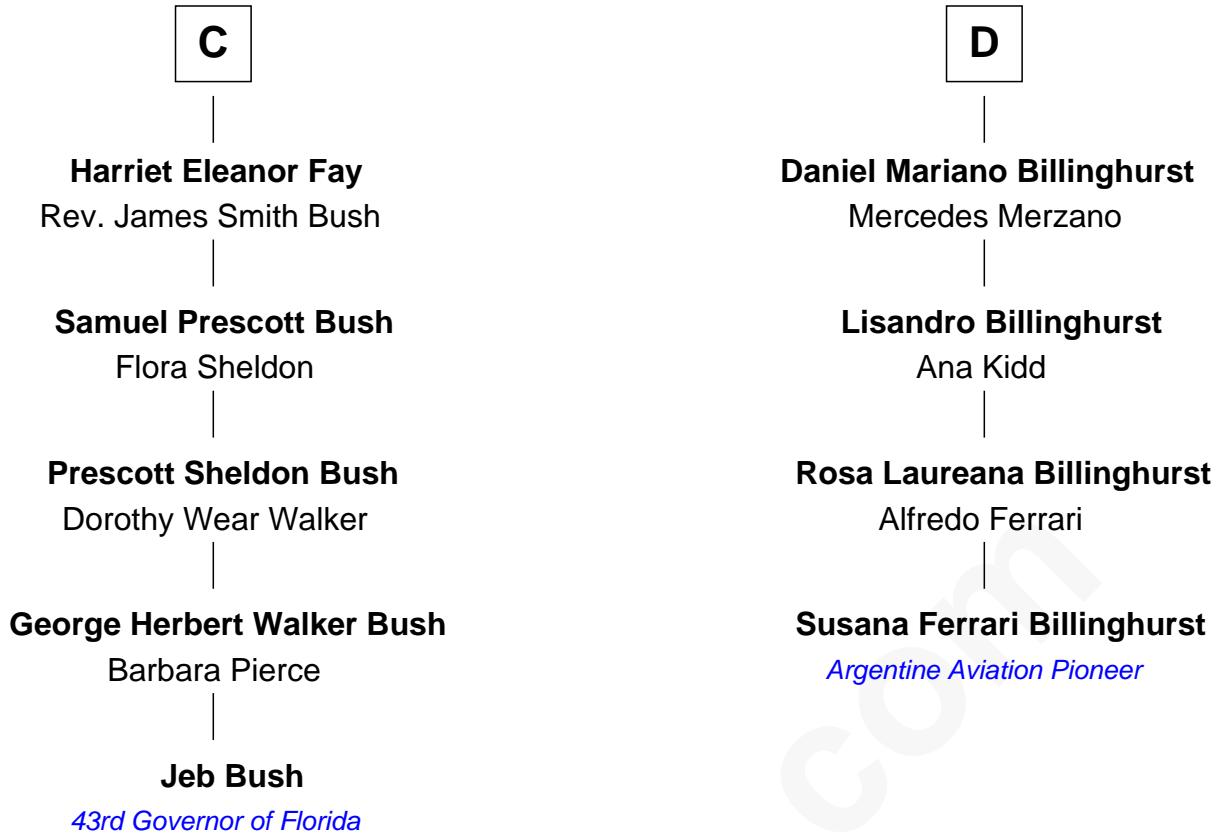 C
Harriet Eleanor Fay
Rev. James Smith Bush
Samuel Prescott Bush
Flora Sheldon
Prescott Sheldon Bush
Dorothy Wear Walker
George Herbert Walker Bush
Barbara Pierce
Jeb Bush
43rd Governor of Florida
D
Daniel Mariano Billinghurst
Mercedes Merzano
Lisandro Billinghurst
Ana Kidd
Rosa Laureana Billinghurst
Alfredo Ferrari
Susana Ferrari Billinghurst
Argentine Aviation Pioneer
com